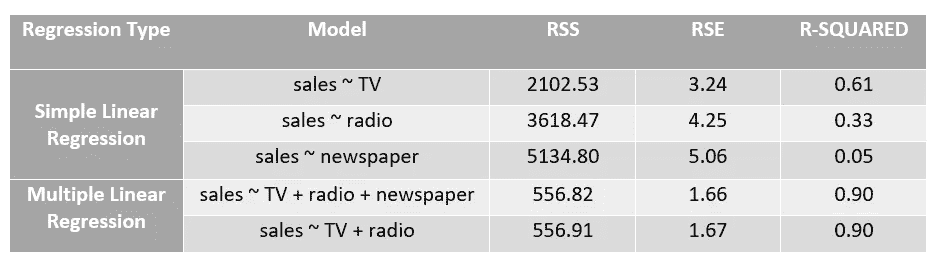 Regression Type Model RSS RSE R-SQUARED
Simple Linear Regression
sales ~ TV 2102.53 3.24 0.61
sales ~ radio 3618.47 4.25 0.33
sales ~ newspaper 5134.80 5.06 0.05
Multiple Linear Regression
sales ~ TV + radio + newspaper 556.82 1.66 0.90
sales ~ TV + radio 556.91 1.67 0.90